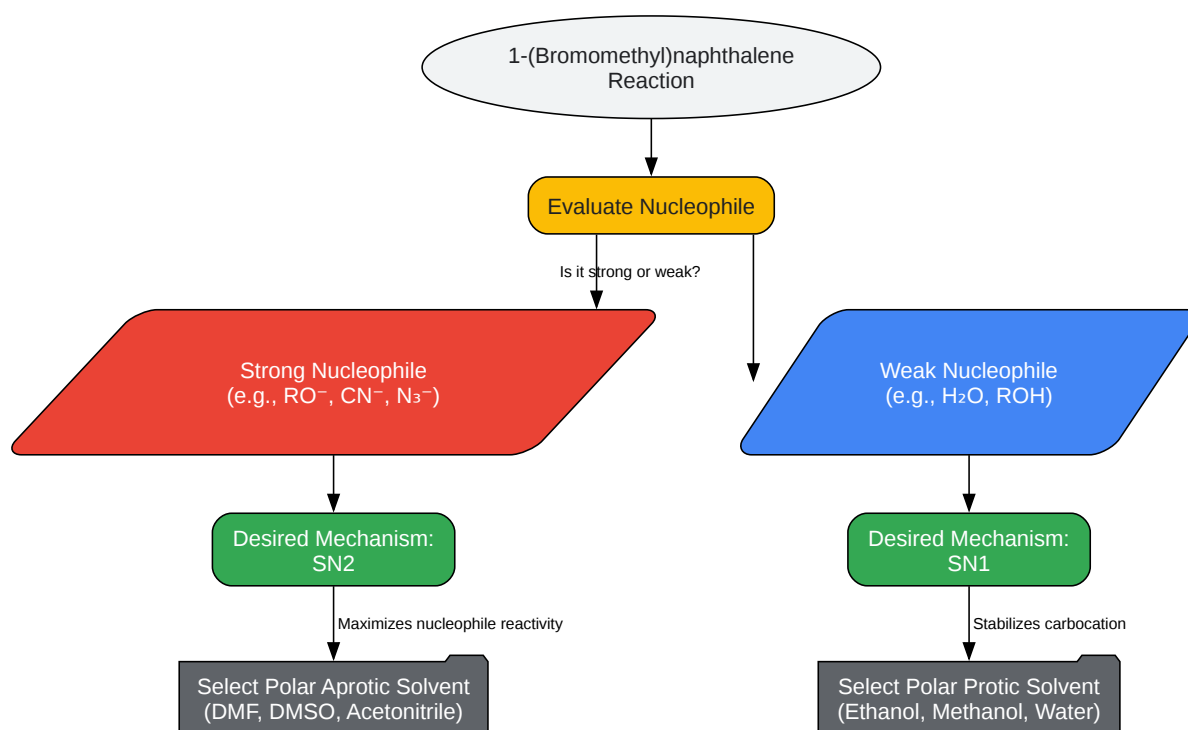 1-(Bromomethyl)naphthalene
Reaction
Evaluate Nucleophile
Is it strong or weak?
Strong Nucleophile
(e.g., RO⁻, CN⁻, N₃⁻)
Weak Nucleophile
(e.g., H₂O, ROH)
Desired Mechanism:
SN2
Desired Mechanism:
SN1
Maximizes nucleophile reactivity
Stabilizes carbocation
Select Polar Aprotic Solvent
(DMF, DMSO, Acetonitrile)
Select Polar Protic Solvent
(Ethanol, Methanol, Water)